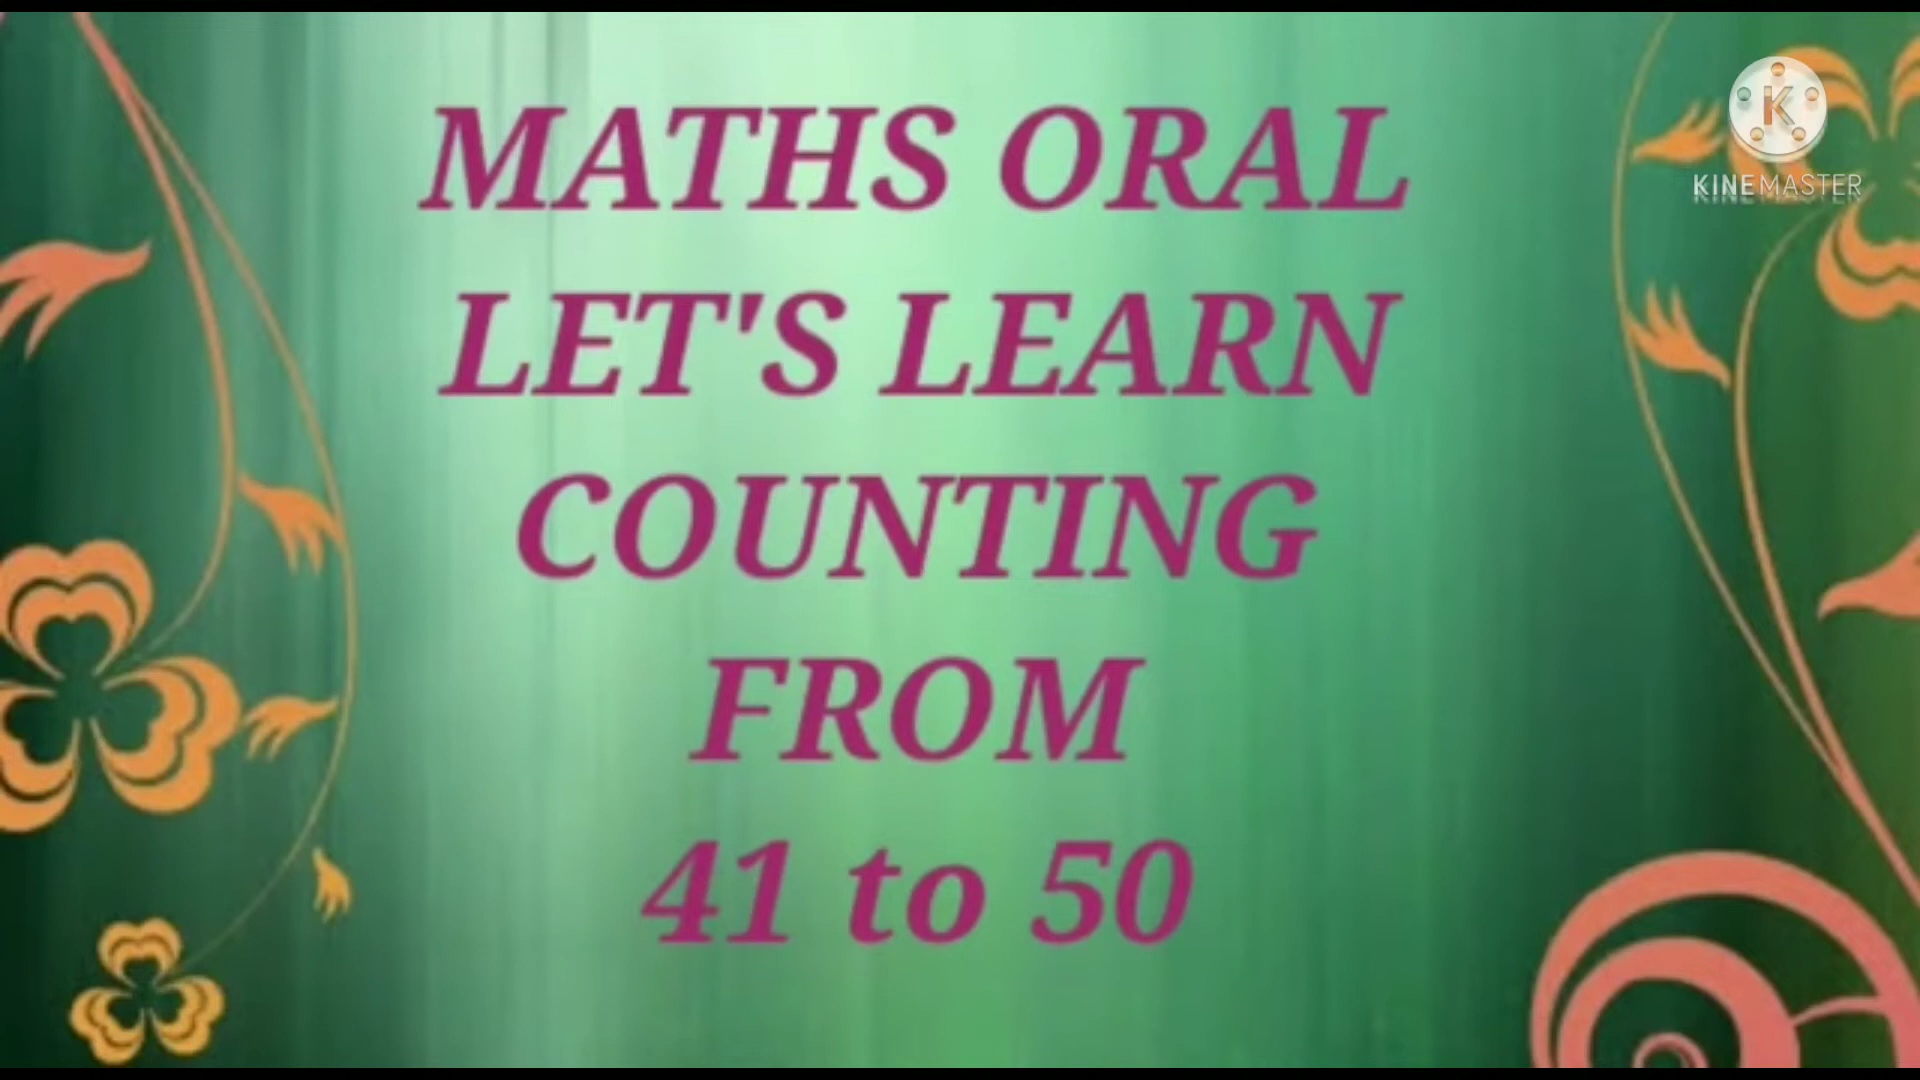 MATHS ORAL
LET'S LEARN
COUNTING
FROM
41 to 50
K
KINEMASTER